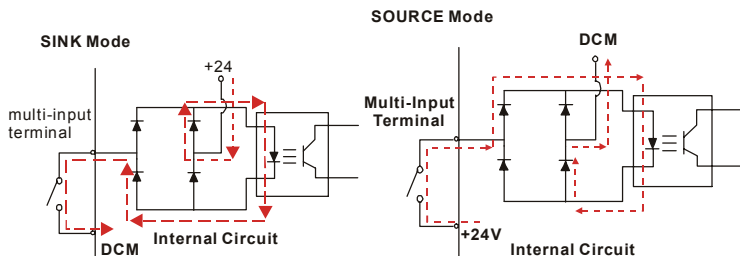 SINK Mode
+24
multi-input
terminal
DCM
Internal Circuit
SOURCE Mode
DCM
Multi-Input
Terminal
+24V
Internal Circuit